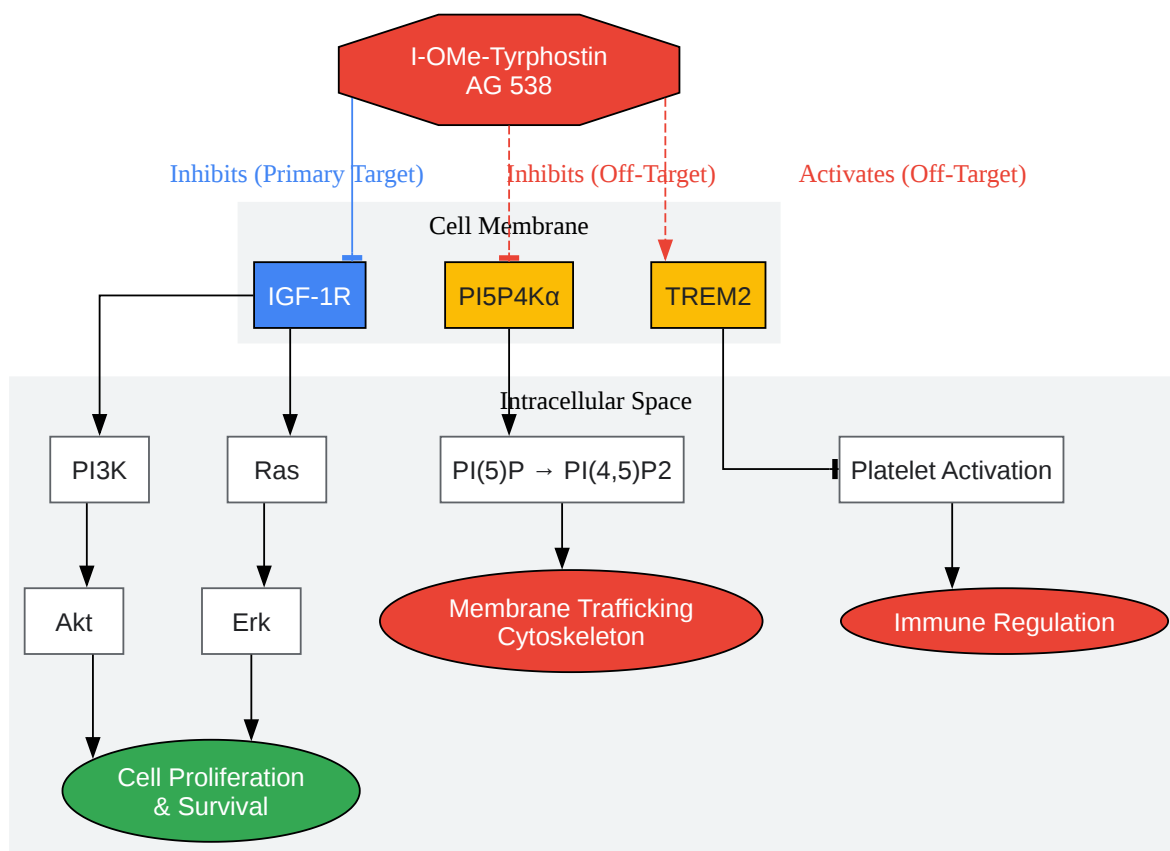 I-OMe-Tyrphostin
AG 538
Inhibits (Primary Target)
Inhibits (Off-Target)
Activates (Off-Target)
Cell Membrane
IGF-1R
PI5P4Kα
TREM2
Intracellular Space
PI3K
Ras
PI(5)P → PI(4,5)P2
Platelet Activation
Akt
Erk
Membrane Trafficking
Cytoskeleton
Immune Regulation
Cell Proliferation
& Survival